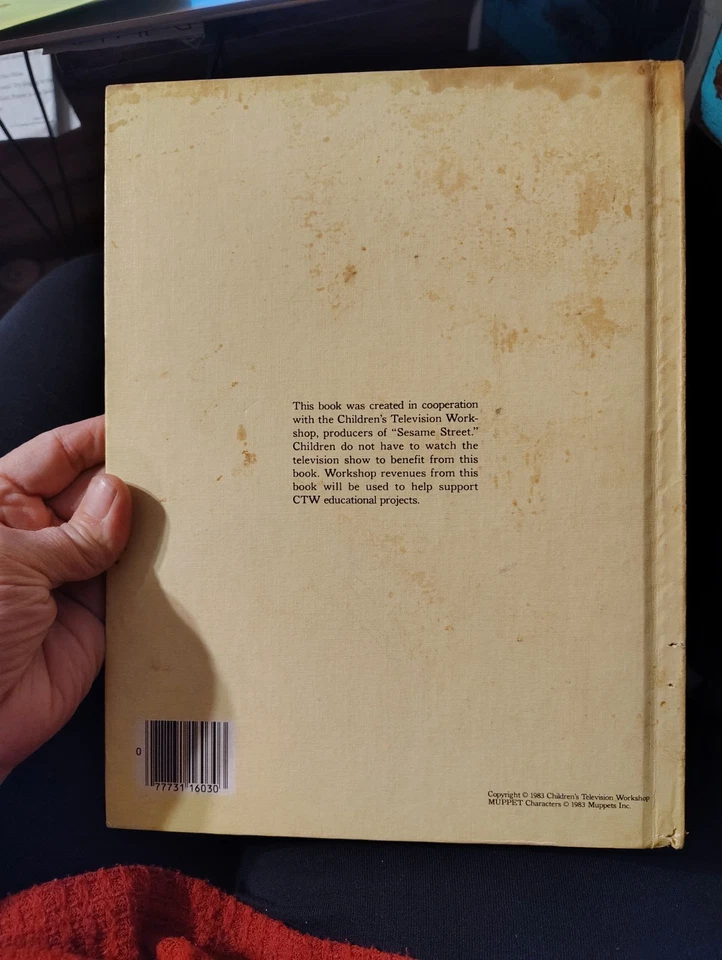 This book was created in cooperation
with the Children's Television Work-
shop, producers of "Sesame Street."
Children do not have to watch the
television show to benefit from this
book. Workshop revenues from this
book will be used to help support
CTW educational projects.
0 77731 16030
Copyright © 1983 Children's Television Workshop
MUPPET Characters © 1983 Muppets Inc.